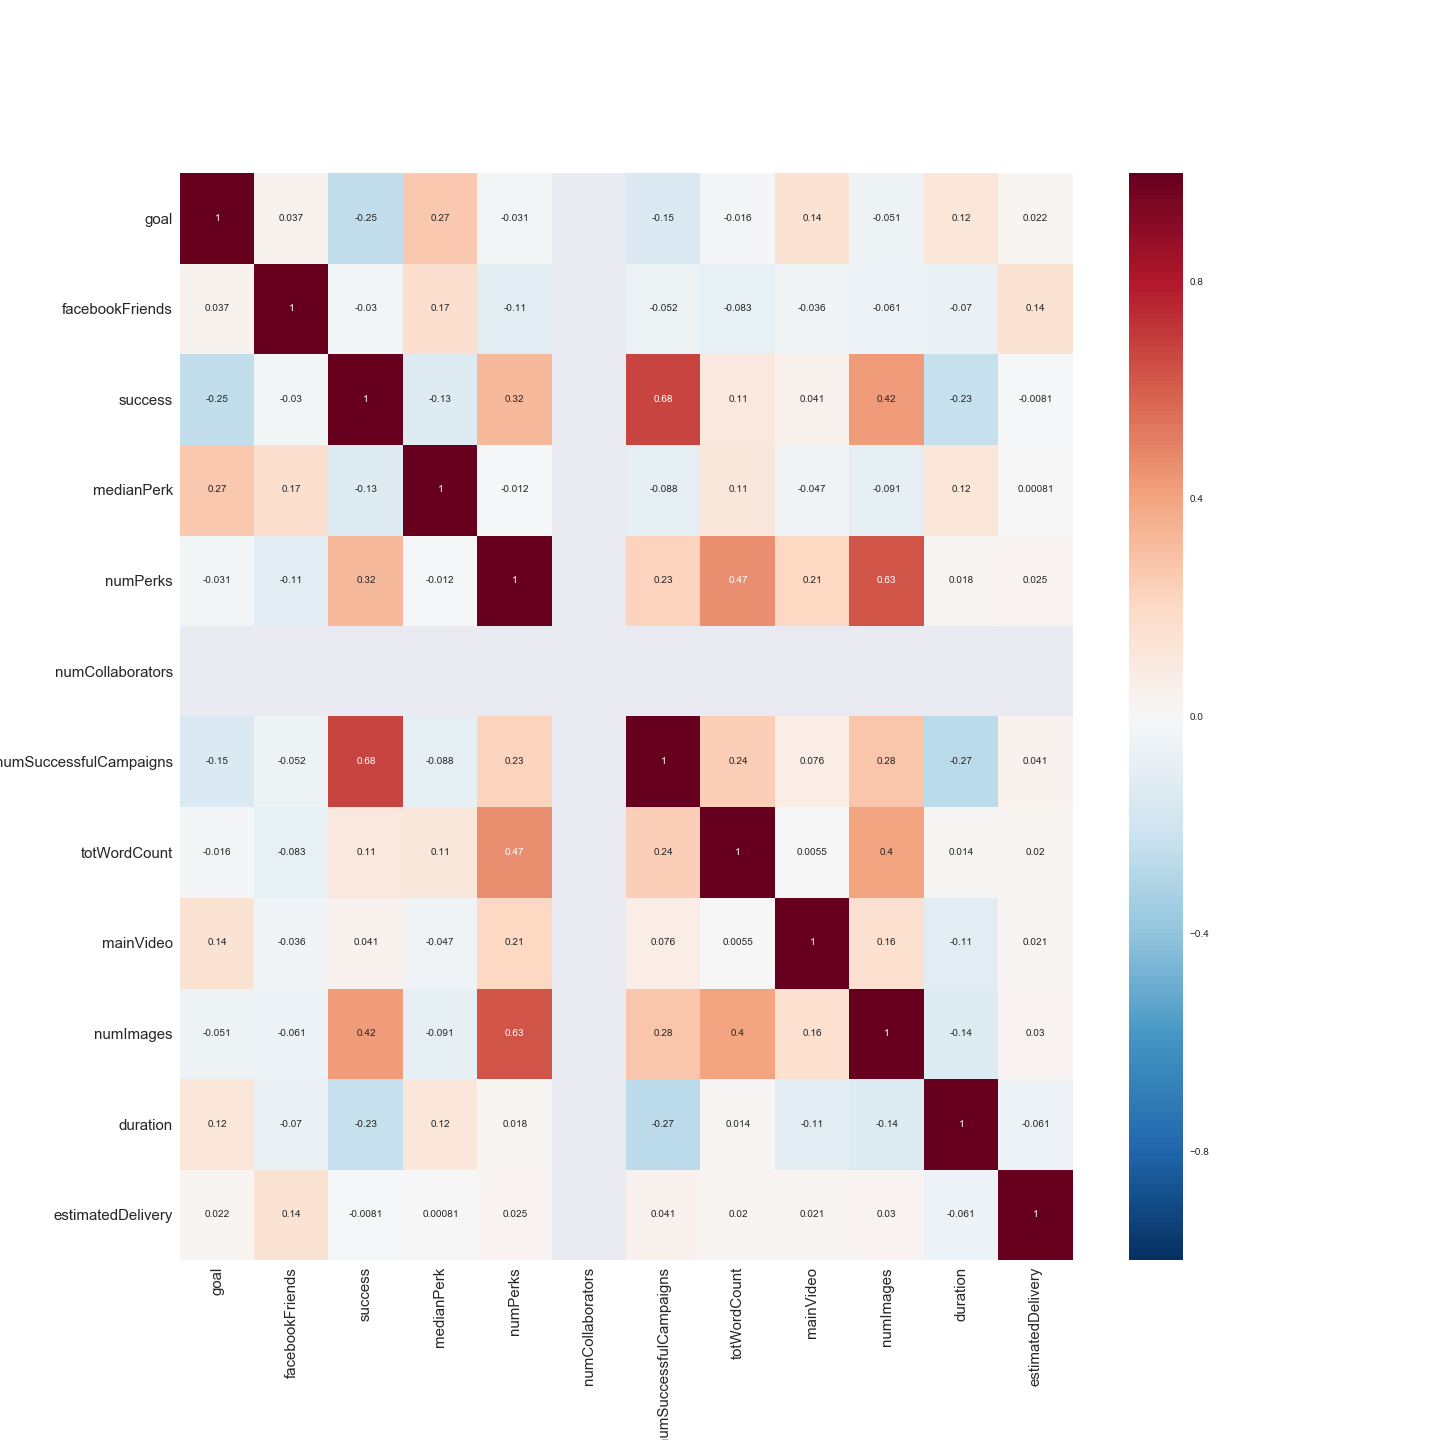 goal 1 0.037 -0.25 0.27 -0.031 -0.15 -0.016 0.14 -0.051 0.12 0.022
facebookFriends 0.037 1 -0.03 0.17 -0.11 -0.052 -0.083 -0.036 -0.061 -0.07 0.14
success -0.25 -0.03 1 -0.13 0.32 0.68 0.11 0.041 0.42 -0.23 -0.0081
medianPerk 0.27 0.17 -0.13 1 -0.012 -0.088 0.11 -0.047 -0.091 0.12 0.00081
numPerks -0.031 -0.11 0.32 -0.012 1 0.23 0.47 0.21 0.63 0.018 0.025
numCollaborators
numSuccessfulCampaigns -0.15 -0.052 0.68 -0.088 0.23 1 0.24 0.076 0.28 -0.27 0.041
totWordCount -0.016 -0.083 0.11 0.11 0.47 0.24 1 0.0055 0.4 0.014 0.02
mainVideo 0.14 -0.036 0.041 -0.047 0.21 0.076 0.0055 1 0.16 -0.11 0.021
numImages -0.051 -0.061 0.42 -0.091 0.63 0.28 0.4 0.16 1 -0.14 0.03
duration 0.12 -0.07 -0.23 0.12 0.018 -0.27 0.014 -0.11 -0.14 1 -0.061
estimatedDelivery 0.022 0.14 -0.0081 0.00081 0.025 0.041 0.02 0.021 0.03 -0.061 1
goal
facebookFriends
success
medianPerk
numPerks
numCollaborators
numSuccessfulCampaigns
totWordCount
mainVideo
numImages
duration
estimatedDelivery
0.8
0.4
0.0
−0.4
−0.8